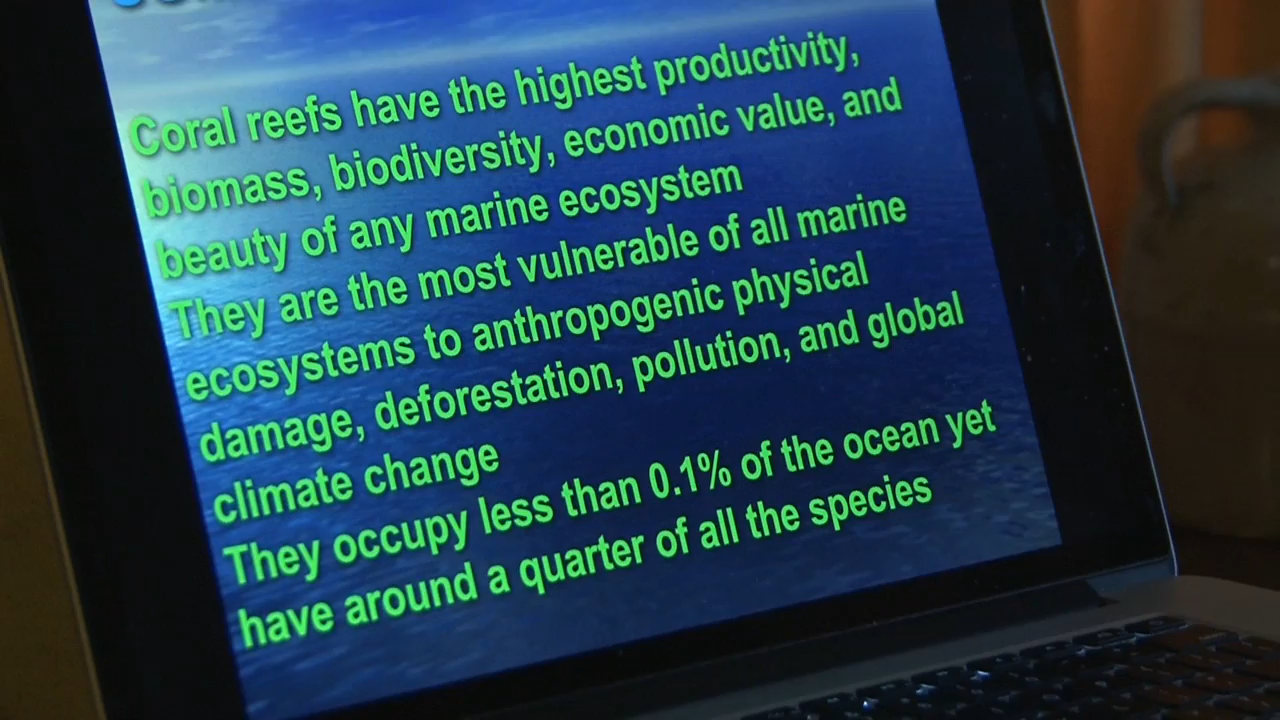 Coral reefs have the highest productivity,
biomass, biodiversity, economic value, and
beauty of any marine ecosystem
They are the most vulnerable of all marine
ecosystems to anthropogenic physical
damage, deforestation, pollution, and global
climate change
They occupy less than 0.1% of the ocean yet
have around a quarter of all the species